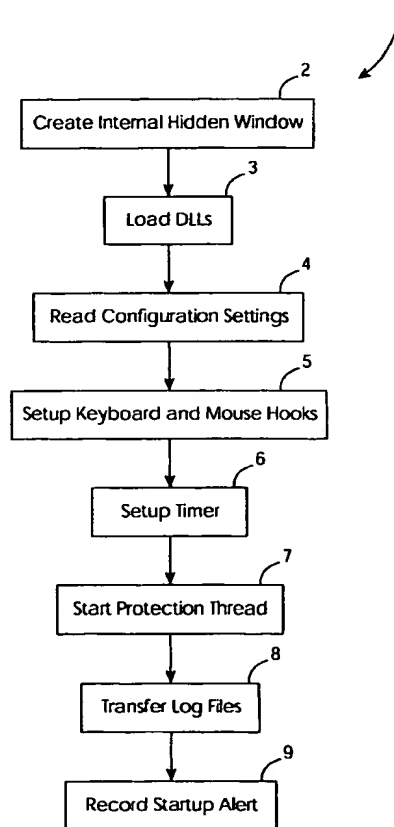 2
Create Internal Hidden Window
3
Load DLLs
4
Read Configuration Settings
5
Setup Keyboard and Mouse Hooks
6
Setup Timer
7
Start Protection Thread
8
Transfer Log Files
9
Record Startup Alert